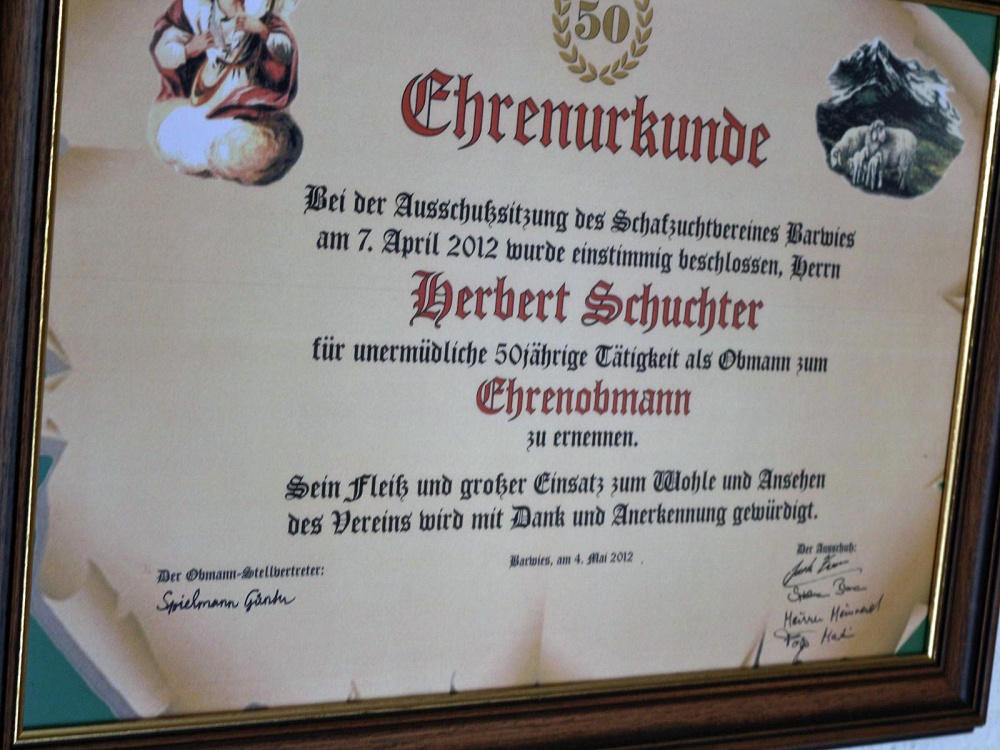 50
Ehrenurkunde
Bei der Ausschußsitzung des Schafzuchtvereines Barwies
am 7. April 2012 wurde einstimmig beschlossen, Herrn
Herbert Schuchter
für unermüdliche 50jährige Tätigkeit als Obmann zum
Ehrenobmann
zu ernennen.
Sein Fleiß und großer Einsatz zum Wohle und Ansehen
des Vereins wird mit Dank und Anerkennung gewürdigt.
Barwies, am 4. Mai 2012
Der Obmann-Stellvertreter:
Spielmann Günter
Der Ausschuß: